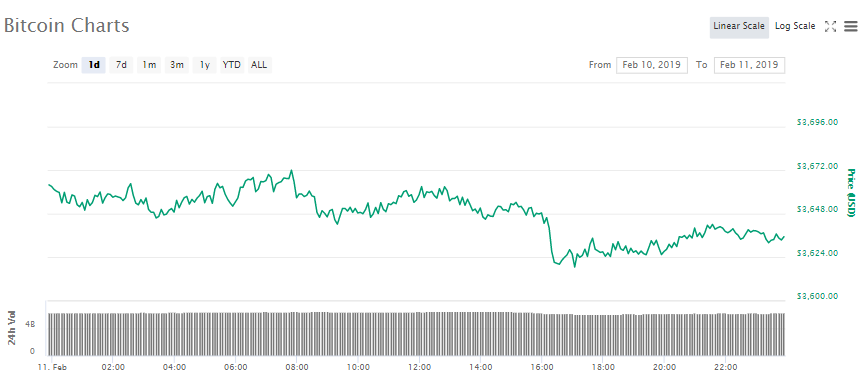 Bitcoin Charts
Linear Scale Log Scale
Zoom 1d 7d 1m 3m 1y YTD ALL From Feb 10, 2019 To Feb 11, 2019
$3,696.00
$3,672.00
$3,648.00
$3,624.00
$3,600.00
Price (USD)
24h Vol
4B
0
11. Feb 02:00 04:00 06:00 08:00 10:00 12:00 14:00 16:00 18:00 20:00 22:00